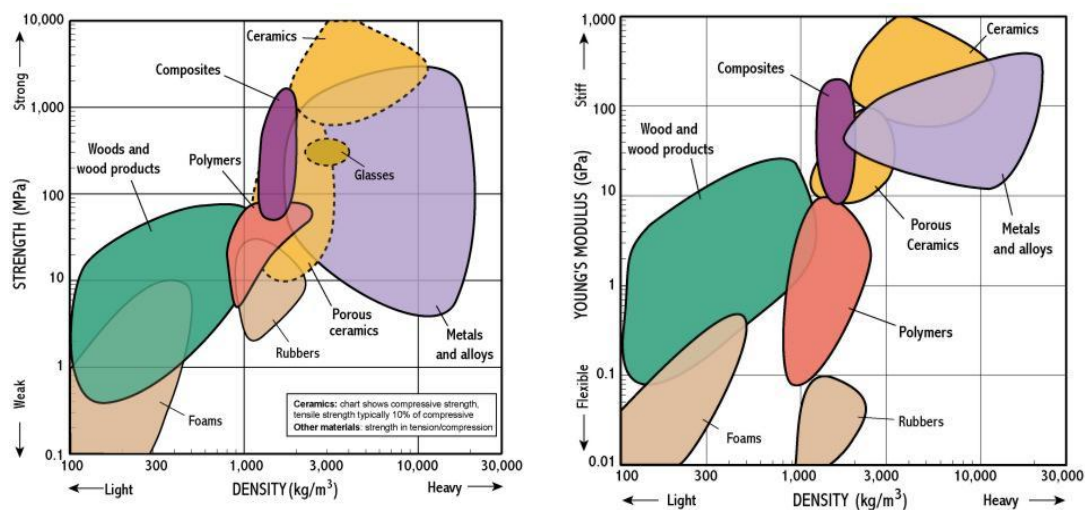 10,000
1,000
100
10
1
0.1
Strong
STRENGTH (MPa)
Weak
Ceramics
Composites
Woods and
wood products
Polymers
Glasses
Porous
ceramics
Rubbers
Metals
and alloys
Foams
Ceramics: chart shows compressive strength,
tensile strength typically 10% of compressive
Other materials: strength in tension/compression
100
300
1,000
3,000
10,000
30,000
Light
DENSITY (kg/m³)
Heavy
1,000
100
10
1
0.1
0.01
Stiff
YOUNG'S MODULUS (GPa)
Flexible
Ceramics
Composites
Wood and
wood products
Porous
Ceramics
Metals
and alloys
Polymers
Rubbers
Foams
100
300
1,000
3,000
10,000
30,000
Light
DENSITY (kg/m³)
Heavy